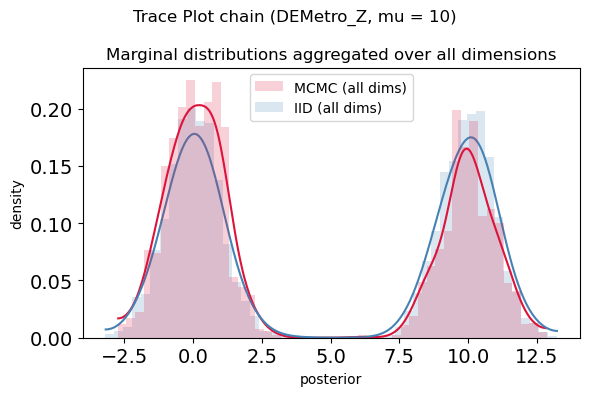 Trace Plot chain (DEMetro_Z, mu = 10)
Marginal distributions aggregated over all dimensions
MCMC (all dims)
IID (all dims)
density
0.20
0.15
0.10
0.05
0.00
−2.5 0.0 2.5 5.0 7.5 10.0 12.5
posterior